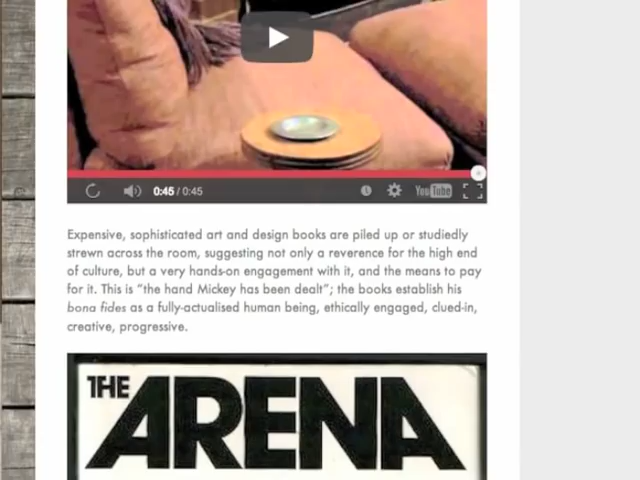 0:45 / 0:45
YouTube
Expensive, sophisticated art and design books are piled up or studiedly
strewn across the room, suggesting not only a reverence for the high end
of culture, but a very hands-on engagement with it, and the means to pay
for it. This is “the hand Mickey has been dealt”; the books establish his
bona fides as a fully-actualised human being, ethically engaged, clued-in,
creative, progressive.
THE ARENA